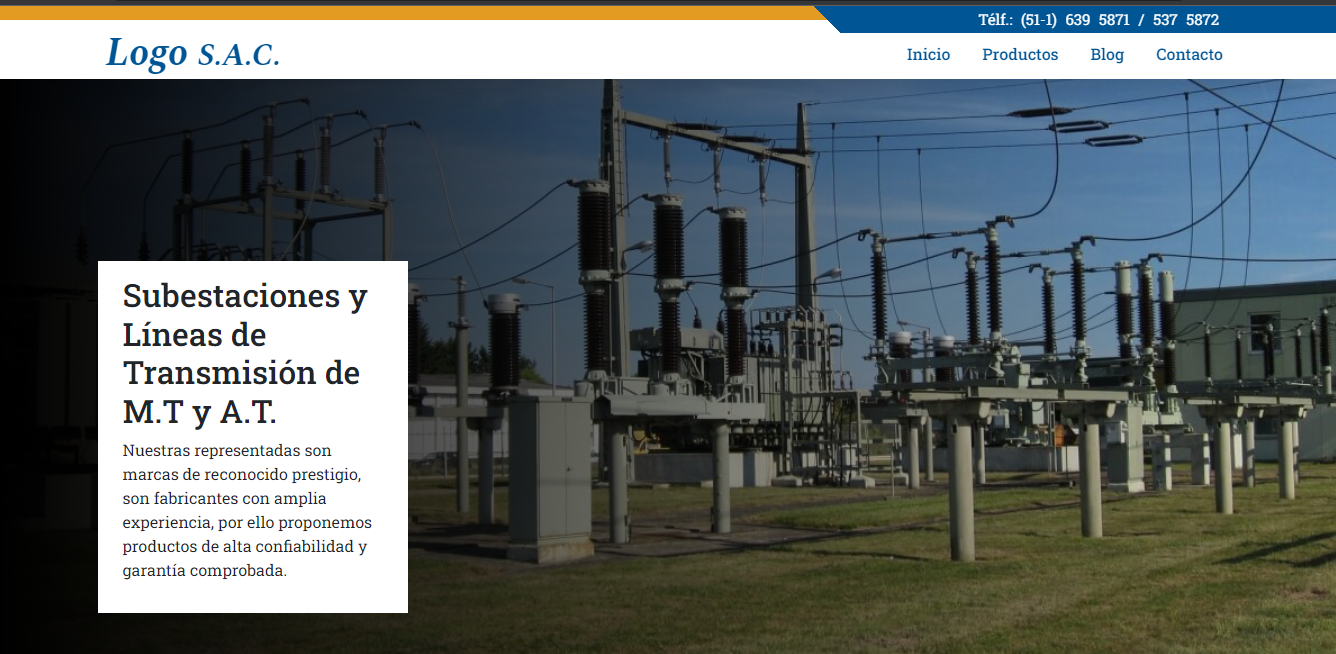 Télf.: (51-1) 639 5871 / 537 5872
Logo S.A.C.
Inicio Productos Blog Contacto
Subestaciones y
Líneas de
Transmisión de
M.T y A.T.
Nuestras representadas son
marcas de reconocido prestigio,
son fabricantes con amplia
experiencia, por ello proponemos
productos de alta confiabilidad y
garantía comprobada.